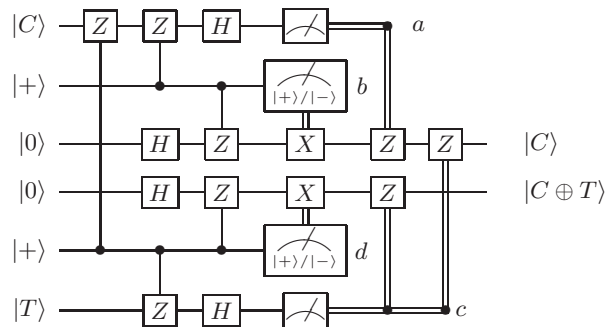 |C⟩ Z Z H a
|+⟩ |+⟩/|−⟩ b
|0⟩ H Z X Z Z |C⟩
|0⟩ H Z X Z |C ⊕ T⟩
|+⟩ |+⟩/|−⟩ d
|T⟩ Z H c